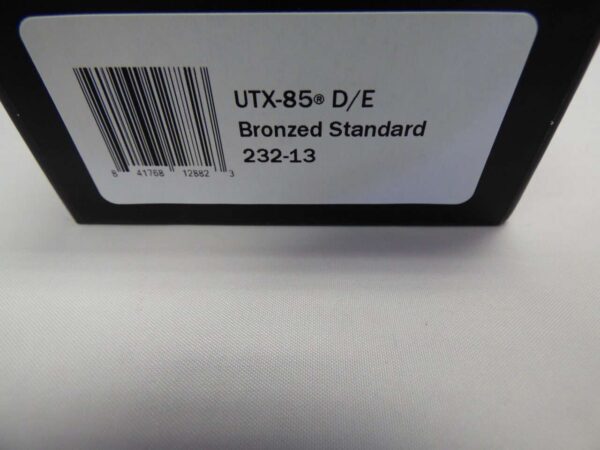 UTX-85® D/E
Bronzed Standard
232-13
8 41768 12882 3